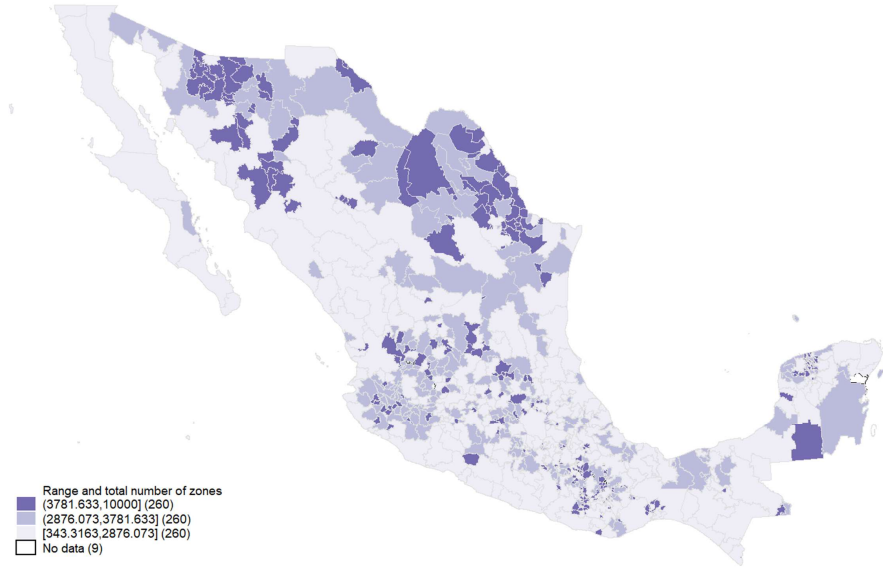 Range and total number of zones
(3781.633,10000] (260)
(2876.073,3781.633] (260)
[343.3163,2876.073] (260)
No data (9)